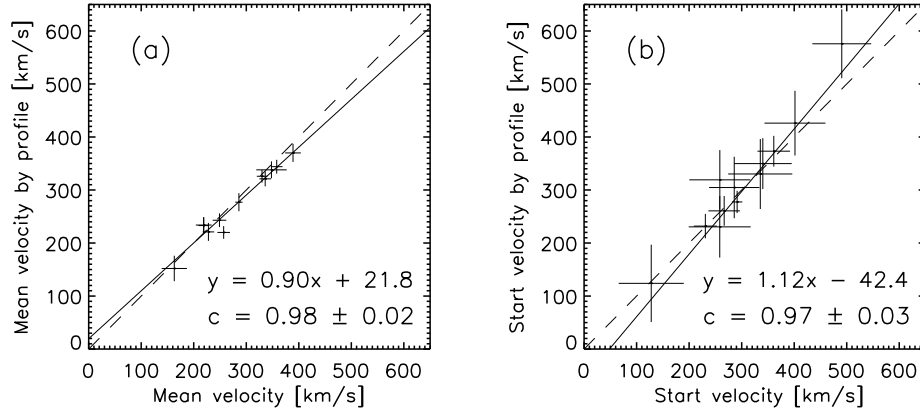 (a)
Mean velocity by profile [km/s]
600
500
400
300
200
100
0
y = 0.90x + 21.8
c = 0.98 ± 0.02
0 100 200 300 400 500 600
Mean velocity [km/s]
(b)
Start velocity by profile [km/s]
600
500
400
300
200
100
0
y = 1.12x − 42.4
c = 0.97 ± 0.03
0 100 200 300 400 500 600
Start velocity [km/s]